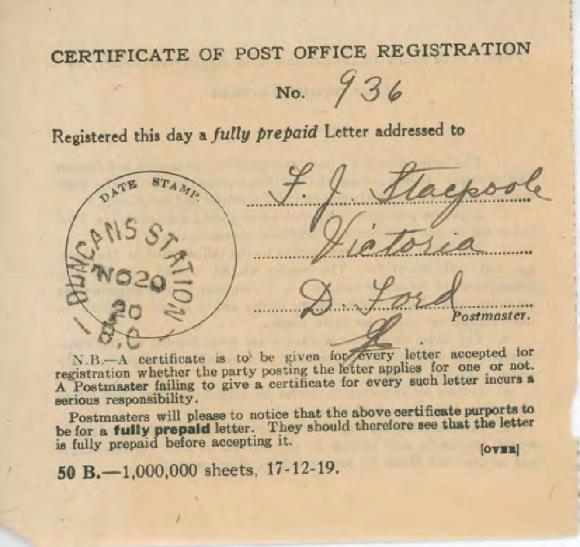 CERTIFICATE OF POST OFFICE REGISTRATION
No. 936
Registered this day a fully prepaid Letter addressed to
DATE STAMP.
DUNCANS STATION
NO 20
20
B.C
F. J. Stacpoole
Victoria
D. Ford
Postmaster.
N.B.—A certificate is to be given for every letter accepted for
registration whether the party posting the letter applies for one or not.
A Postmaster failing to give a certificate for every such letter incurs a
serious responsibility.
Postmasters will please to notice that the above certificate purports to
be for a fully prepaid letter. They should therefore see that the letter
is fully prepaid before accepting it.
[OVER]
50 B.—1,000,000 sheets, 17-12-19.